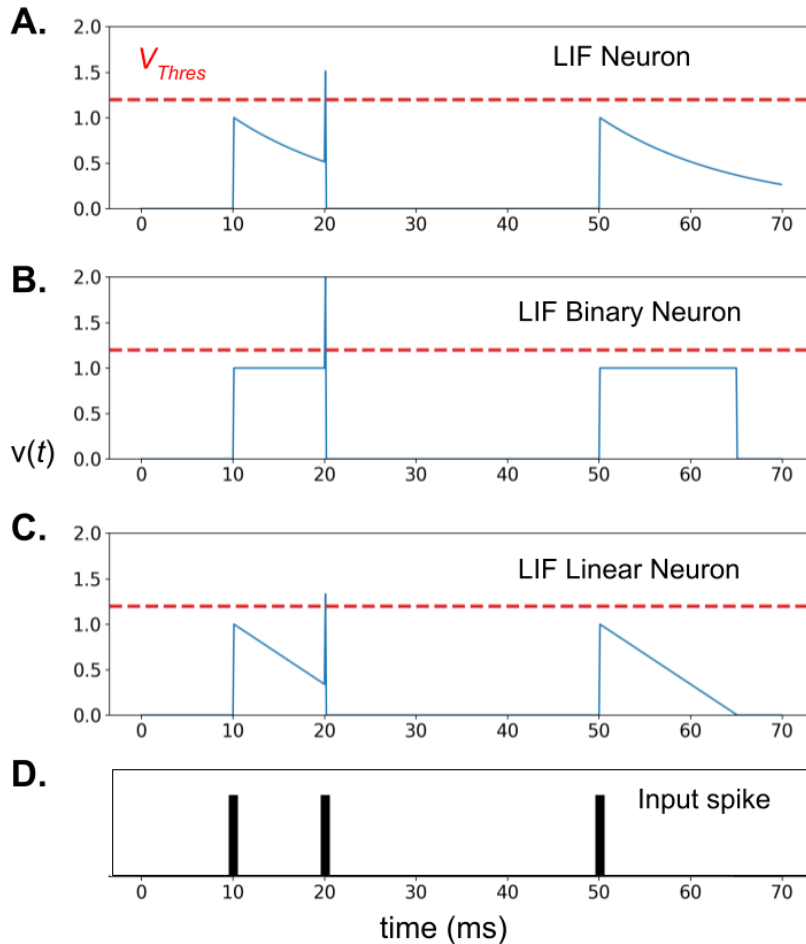 A.
2.0
1.5
1.0
0.5
0.0
V_Thres
LIF Neuron
0 10 20 30 40 50 60 70
B.
2.0
1.5
1.0
0.5
0.0
LIF Binary Neuron
v(t)
0 10 20 30 40 50 60 70
C.
2.0
1.5
1.0
0.5
0.0
LIF Linear Neuron
0 10 20 30 40 50 60 70
D.
Input spike
0 10 20 30 40 50 60 70
time (ms)